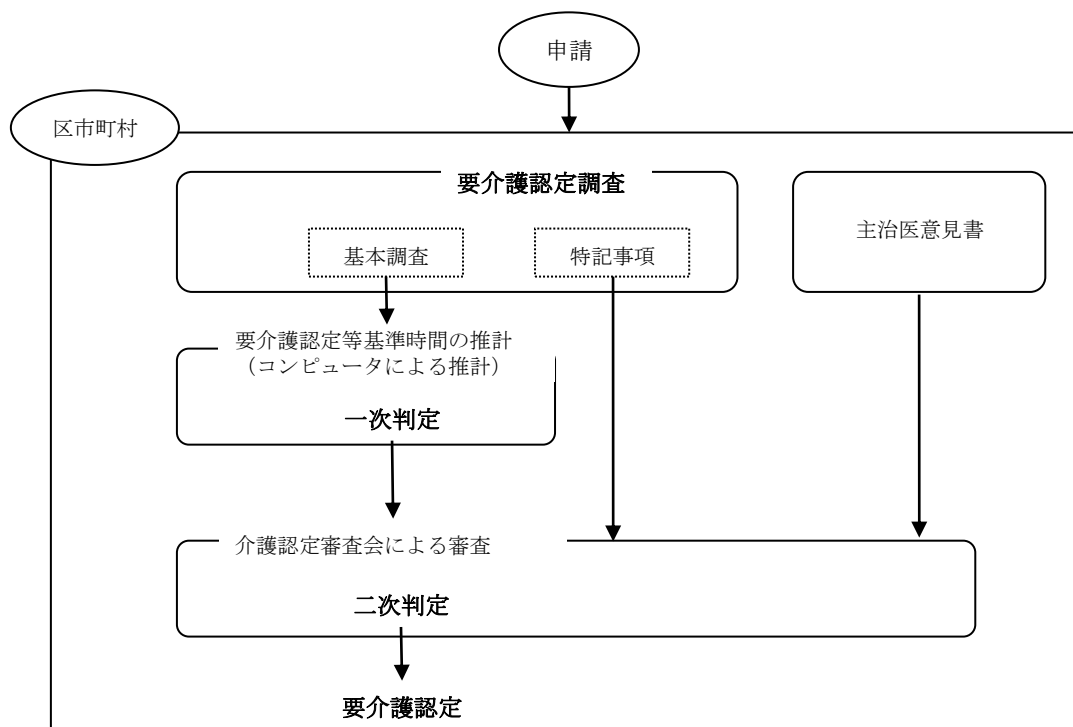 申請
区市町村
要介護認定調査
主治医意見書
基本調査
特記事項
要介護認定等基準時間の推計
(コンピュータによる推計)
一次判定
介護認定審査会による審査
二次判定
要介護認定